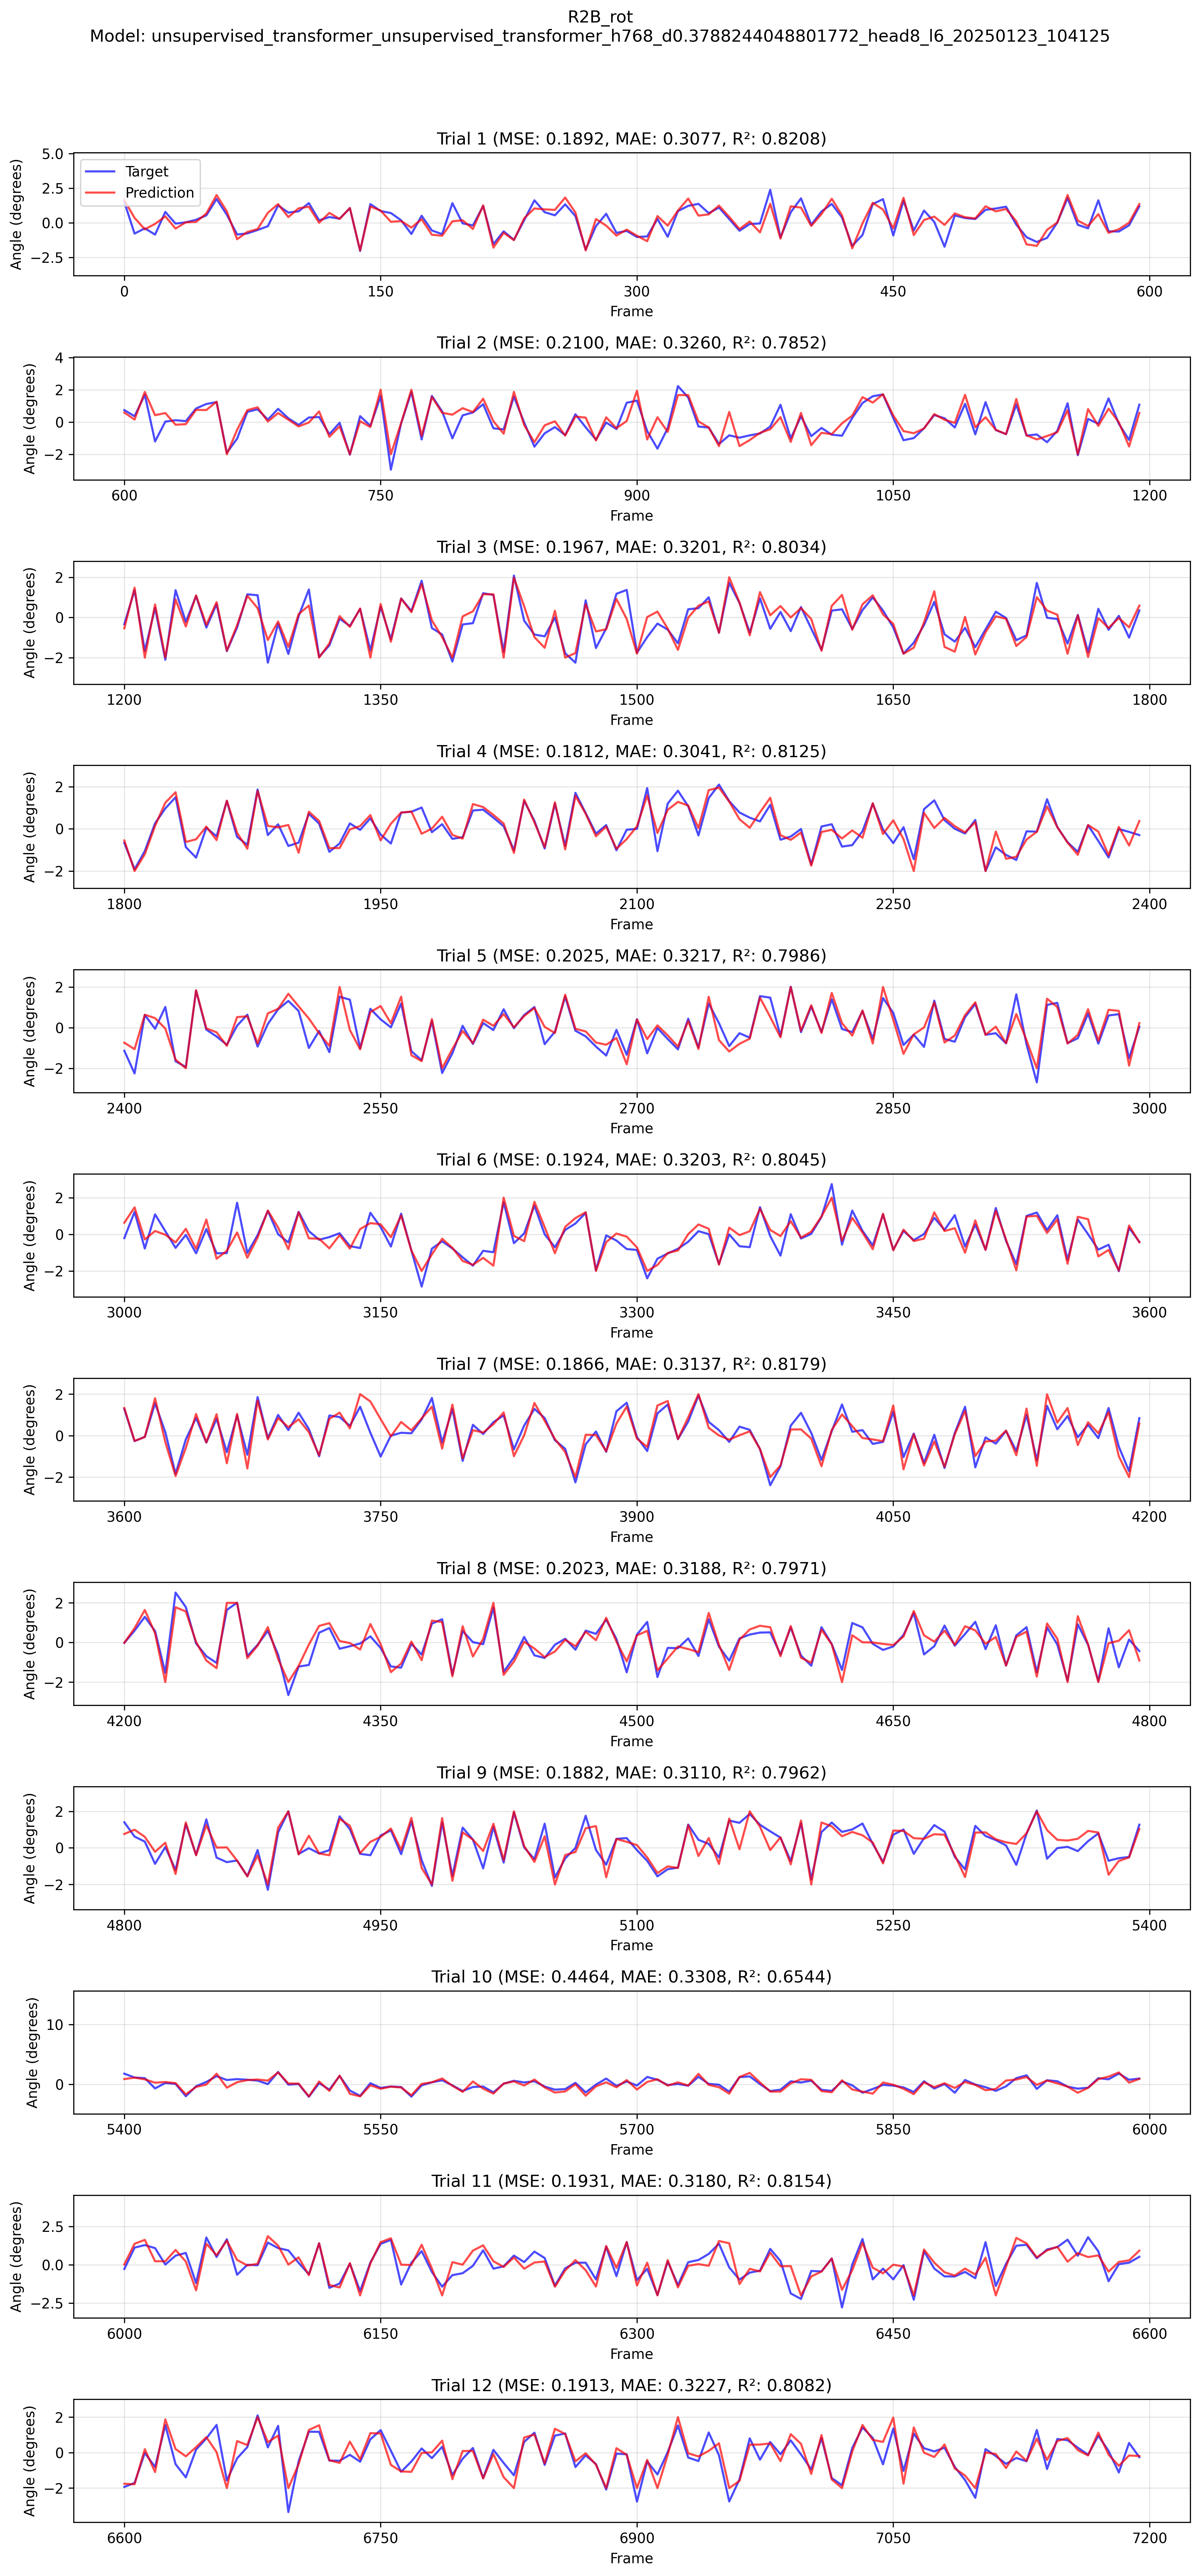 R2B_rot
Model: unsupervised_transformer_unsupervised_transformer_h768_d0.3788244048801772_head8_l6_20250123_104125
Trial 1 (MSE: 0.1892, MAE: 0.3077, R²: 0.8208)
Angle (degrees)
5.0
2.5
0.0
−2.5
Target
Prediction
0 150 300 450 600
Frame
Trial 2 (MSE: 0.2100, MAE: 0.3260, R²: 0.7852)
Angle (degrees)
4
2
0
−2
600 750 900 1050 1200
Frame
Trial 3 (MSE: 0.1967, MAE: 0.3201, R²: 0.8034)
Angle (degrees)
2
0
−2
1200 1350 1500 1650 1800
Frame
Trial 4 (MSE: 0.1812, MAE: 0.3041, R²: 0.8125)
Angle (degrees)
2
0
−2
1800 1950 2100 2250 2400
Frame
Trial 5 (MSE: 0.2025, MAE: 0.3217, R²: 0.7986)
Angle (degrees)
2
0
−2
2400 2550 2700 2850 3000
Frame
Trial 6 (MSE: 0.1924, MAE: 0.3203, R²: 0.8045)
Angle (degrees)
2
0
−2
3000 3150 3300 3450 3600
Frame
Trial 7 (MSE: 0.1866, MAE: 0.3137, R²: 0.8179)
Angle (degrees)
2
0
−2
3600 3750 3900 4050 4200
Frame
Trial 8 (MSE: 0.2023, MAE: 0.3188, R²: 0.7971)
Angle (degrees)
2
0
−2
4200 4350 4500 4650 4800
Frame
Trial 9 (MSE: 0.1882, MAE: 0.3110, R²: 0.7962)
Angle (degrees)
2
0
−2
4800 4950 5100 5250 5400
Frame
Trial 10 (MSE: 0.4464, MAE: 0.3308, R²: 0.6544)
Angle (degrees)
10
0
5400 5550 5700 5850 6000
Frame
Trial 11 (MSE: 0.1931, MAE: 0.3180, R²: 0.8154)
Angle (degrees)
2.5
0.0
−2.5
6000 6150 6300 6450 6600
Frame
Trial 12 (MSE: 0.1913, MAE: 0.3227, R²: 0.8082)
Angle (degrees)
2
0
−2
6600 6750 6900 7050 7200
Frame